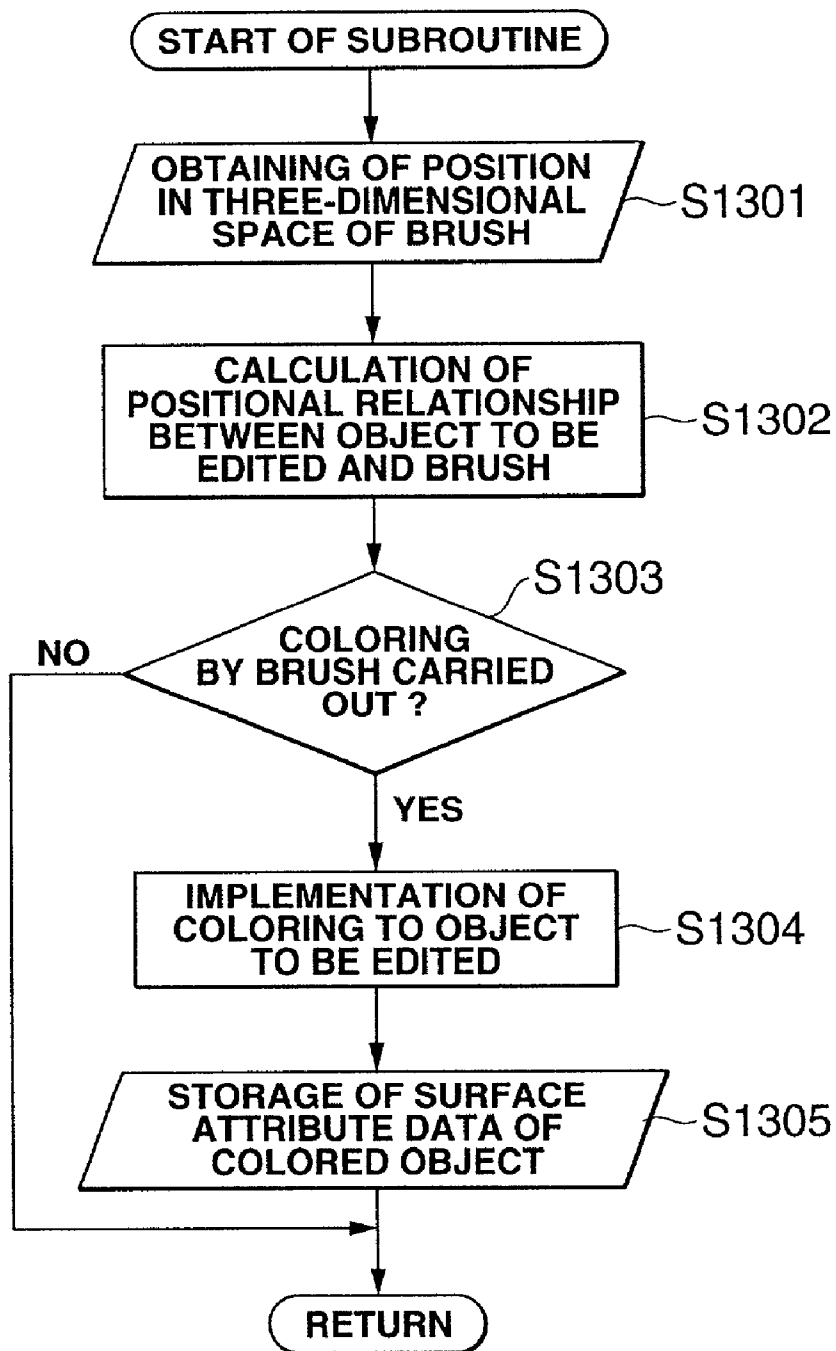 START OF SUBROUTINE
OBTAINING OF POSITION
IN THREE-DIMENSIONAL
SPACE OF BRUSH
S1301
CALCULATION OF
POSITIONAL RELATIONSHIP
BETWEEN OBJECT TO BE
EDITED AND BRUSH
S1302
S1303
COLORING
BY BRUSH CARRIED
OUT ?
NO
YES
IMPLEMENTATION OF
COLORING TO OBJECT
TO BE EDITED
S1304
STORAGE OF SURFACE
ATTRIBUTE DATA OF
COLORED OBJECT
S1305
RETURN